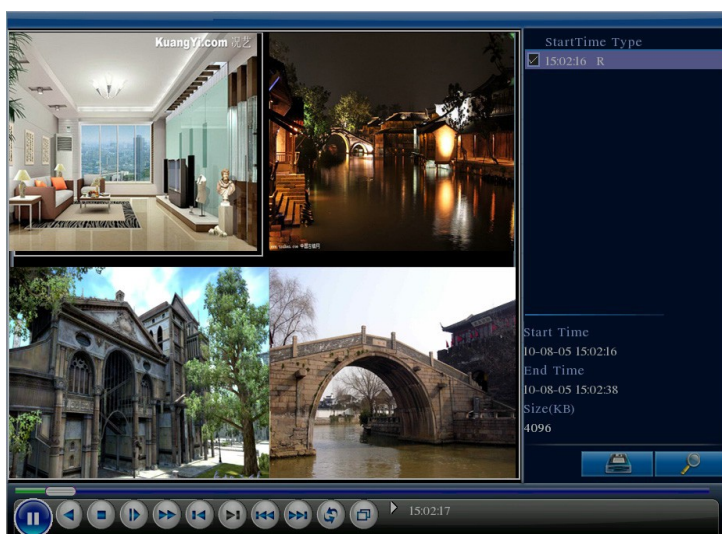 KuangYi.com 况艺
StartTime Type
15:02:16 R
Start Time
10-08-05 15:02:16
End Time
10-08-05 15:02:38
Size(KB)
4096
15:02:17